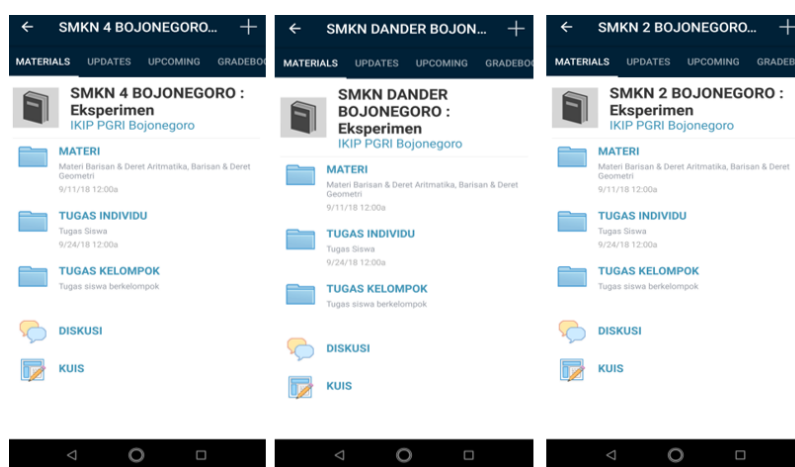 SMKN 4 BOJONEGORO...
MATERIALS UPDATES UPCOMING GRADEBO
SMKN 4 BOJONEGORO :
Eksperimen
IKIP PGRI Bojonegoro
MATERI
Materi Barisan & Deret Aritmatika, Barisan & Deret
Geometri
9/11/18 12:00a
TUGAS INDIVIDU
Tugas Siswa
9/24/18 12:00a
TUGAS KELOMPOK
Tugas siswa berkelompok
DISKUSI
KUIS
SMKN DANDER BOJON...
MATERIALS UPDATES UPCOMING GRADEBO
SMKN DANDER
BOJONEGORO :
Eksperimen
IKIP PGRI Bojonegoro
MATERI
Materi Barisan & Deret Aritmatika, Barisan & Deret
Geometri
9/11/18 12:00a
TUGAS INDIVIDU
Tugas Siswa
9/24/18 12:00a
TUGAS KELOMPOK
Tugas siswa berkelompok
DISKUSI
KUIS
SMKN 2 BOJONEGORO...
MATERIALS UPDATES UPCOMING GRADEB
SMKN 2 BOJONEGORO :
Eksperimen
IKIP PGRI Bojonegoro
MATERI
Materi Barisan & Deret Aritmatika, Barisan & Deret
Geometri
9/11/18 12:00a
TUGAS INDIVIDU
Tugas Siswa
9/24/18 12:00a
TUGAS KELOMPOK
Tugas siswa berkelompok
DISKUSI
KUIS